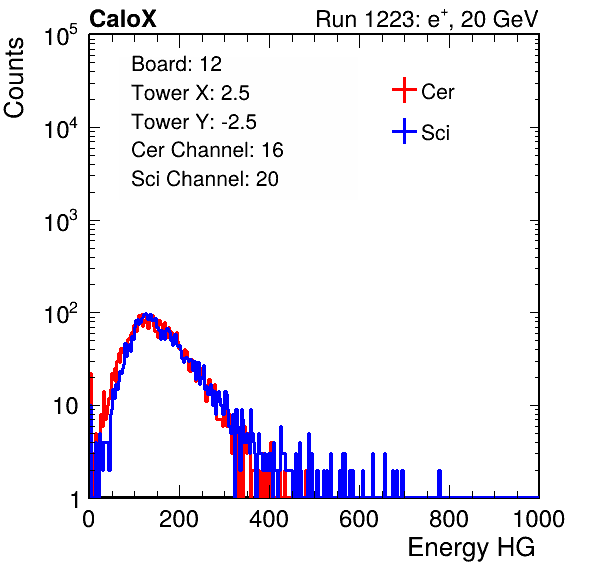 CaloX Run 1223: e⁺, 20 GeV
Counts
10⁵
10⁴
10³
10²
10
1
Board: 12
Tower X: 2.5
Tower Y: -2.5
Cer Channel: 16
Sci Channel: 20
Cer
Sci
0 200 400 600 800 1000
Energy HG